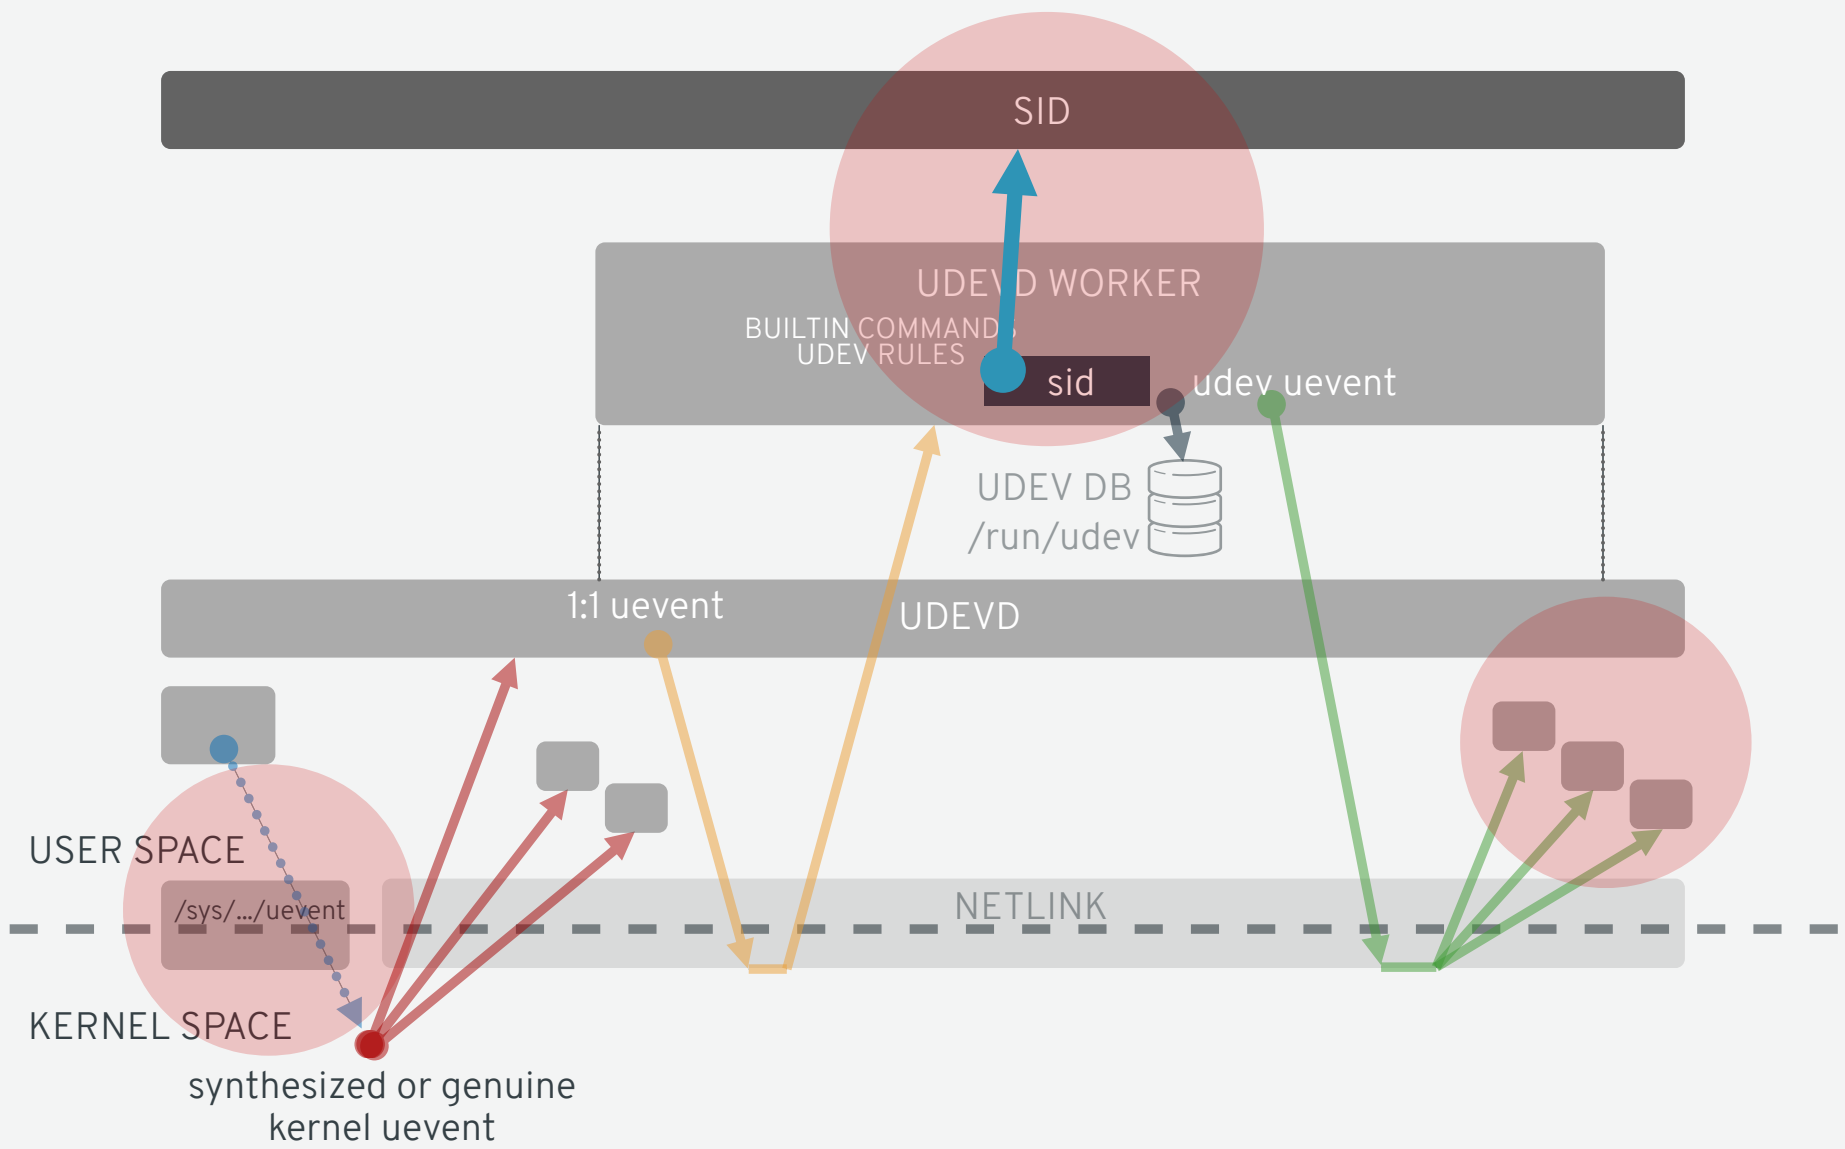 SID
UDEVD WORKER
BUILTIN COMMANDS
UDEV RULES
sid
udev uevent
UDEV DB
/run/udev
1:1 uevent
UDEVD
USER SPACE
/sys/.../uevent
NETLINK
KERNEL SPACE
synthesized or genuine
kernel uevent